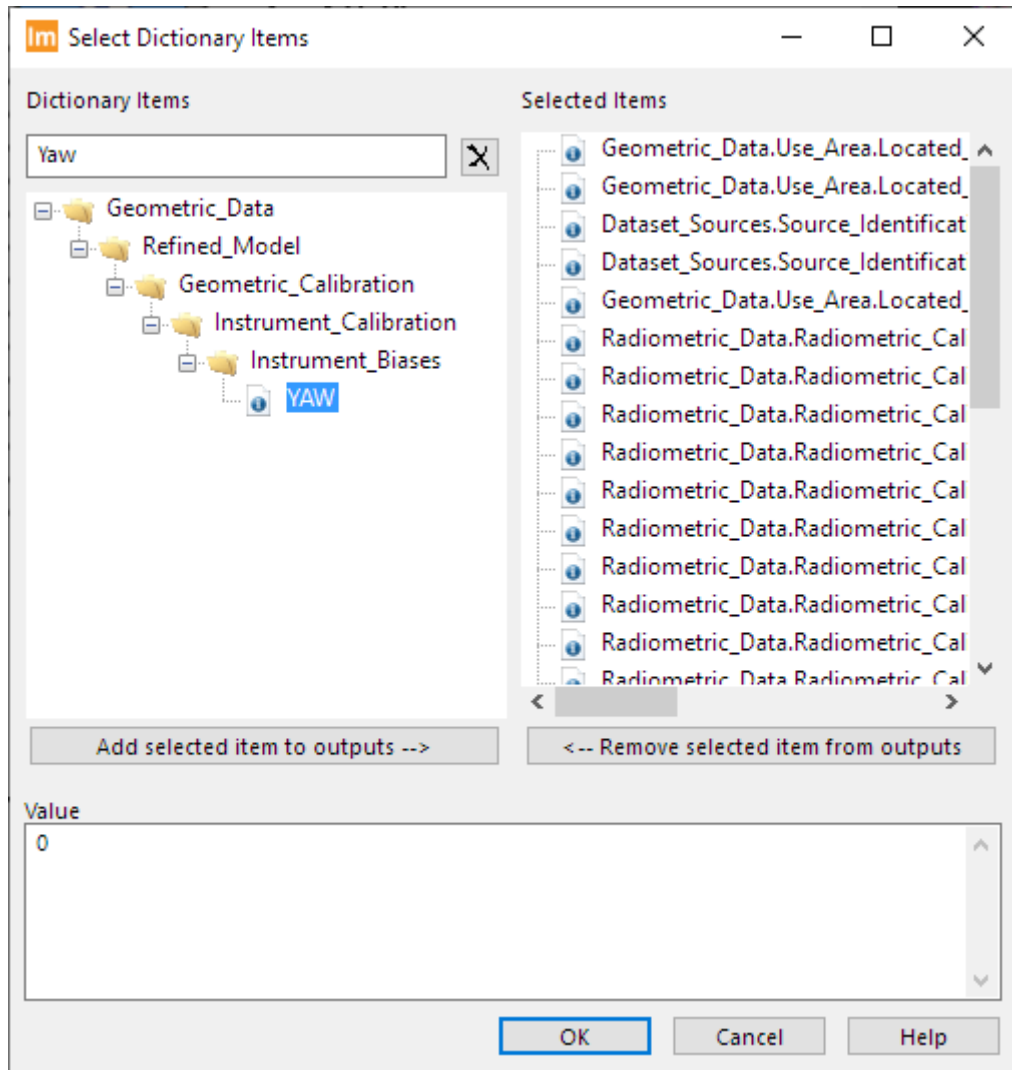 Im Select Dictionary Items
Dictionary Items
Yaw
Geometric_Data
Refined_Model
Geometric_Calibration
Instrument_Calibration
Instrument_Biases
YAW
Add selected item to outputs -->
Selected Items
Geometric_Data.Use_Area.Located_
Geometric_Data.Use_Area.Located_
Dataset_Sources.Source_Identificat
Dataset_Sources.Source_Identificat
Geometric_Data.Use_Area.Located_
Radiometric_Data.Radiometric_Cal
Radiometric_Data.Radiometric_Cal
Radiometric_Data.Radiometric_Cal
Radiometric_Data.Radiometric_Cal
Radiometric_Data.Radiometric_Cal
Radiometric_Data.Radiometric_Cal
Radiometric_Data.Radiometric_Cal
Radiometric_Data.Radiometric_Cal
Radiometric_Data.Radiometric_Cal
Radiometric_Data.Radiometric_Cal
<-- Remove selected item from outputs
Value
0
OK
Cancel
Help